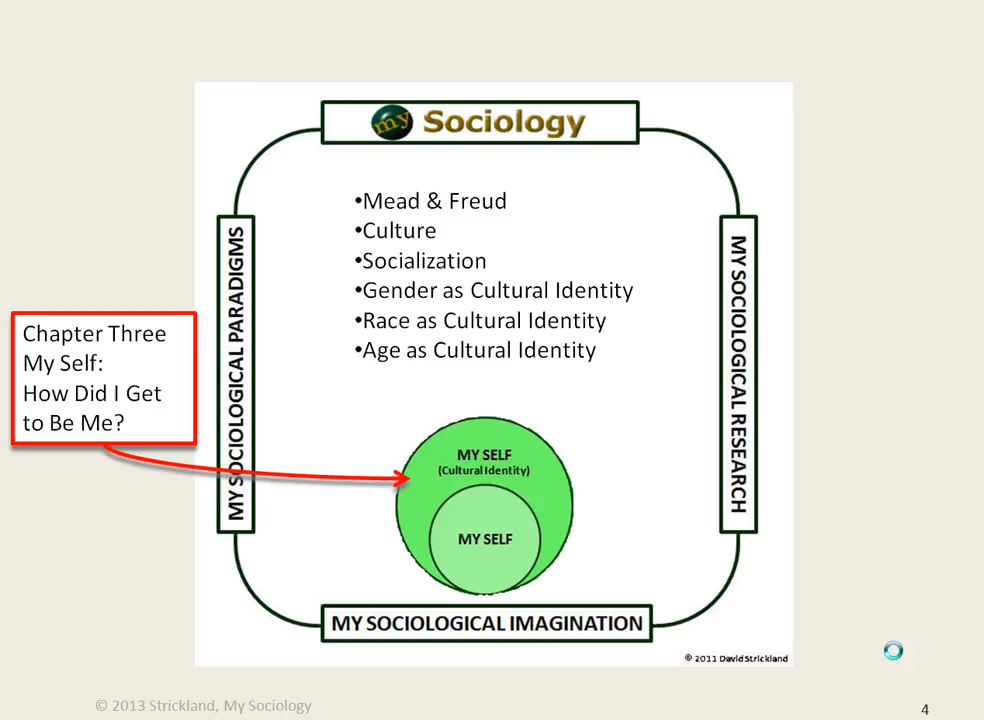 my Sociology
•Mead & Freud
•Culture
•Socialization
•Gender as Cultural Identity
•Race as Cultural Identity
•Age as Cultural Identity
MY SOCIOLOGICAL PARADIGMS
MY SOCIOLOGICAL RESEARCH
Chapter Three
My Self:
How Did I Get
to Be Me?
MY SELF
(Cultural Identity)
MY SELF
MY SOCIOLOGICAL IMAGINATION
© 2011 David Strickland
© 2013 Strickland, My Sociology
4